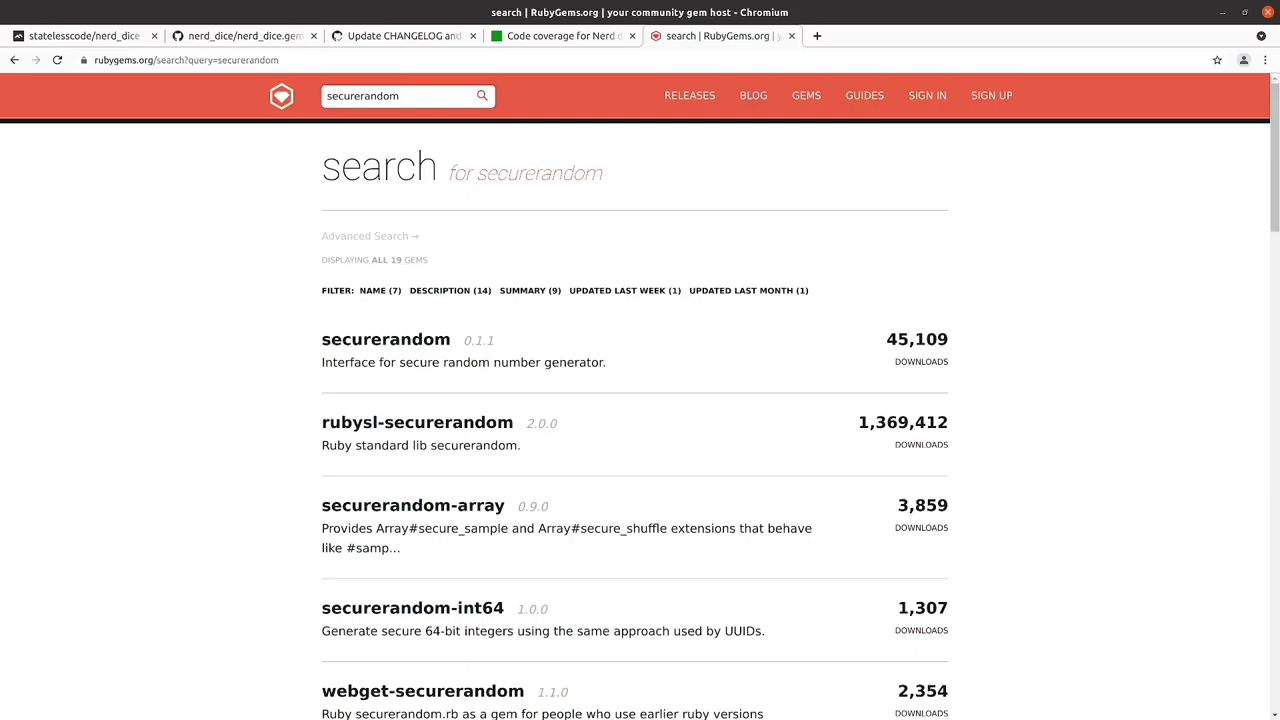 search | RubyGems.org | your community gem host - Chromium
statelesscode/nerd_dice
nerd_dice/nerd_dice.gem
Update CHANGELOG and
Code coverage for Nerd d
search | RubyGems.org | y
rubygems.org/search?query=securerandom
securerandom
RELEASES
BLOG
GEMS
GUIDES
SIGN IN
SIGN UP
search for securerandom
Advanced Search →
DISPLAYING ALL 19 GEMS
FILTER: NAME (7) DESCRIPTION (14) SUMMARY (9) UPDATED LAST WEEK (1) UPDATED LAST MONTH (1)
securerandom 0.1.1
45,109
Interface for secure random number generator.
DOWNLOADS
rubysl-securerandom 2.0.0
1,369,412
Ruby standard lib securerandom.
DOWNLOADS
securerandom-array 0.9.0
3,859
Provides Array#secure_sample and Array#secure_shuffle extensions that behave
DOWNLOADS
like #samp...
securerandom-int64 1.0.0
1,307
Generate secure 64-bit integers using the same approach used by UUIDs.
DOWNLOADS
webget-securerandom 1.1.0
2,354
Ruby securerandom.rb as a gem for people who use earlier ruby versions
DOWNLOADS